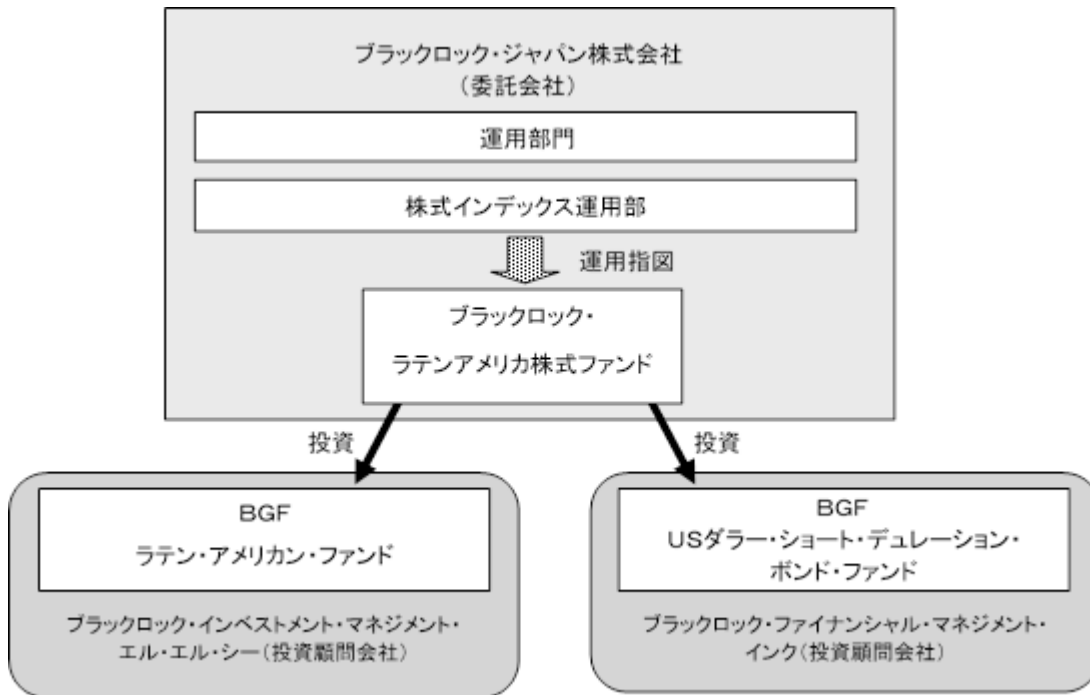 ブラックロック・ジャパン株式会社
（委託会社）
運用部門
株式インデックス運用部
運用指図
ブラックロック・
ラテンアメリカ株式ファンド
投資
投資
ＢＧＦ
ラテン・アメリカン・ファンド
ブラックロック・インベストメント・マネジメント・
エル・エル・シー（投資顧問会社）
ＢＧＦ
ＵＳダラー・ショート・デュレーション・
ボンド・ファンド
ブラックロック・ファイナンシャル・マネジメント・
インク（投資顧問会社）